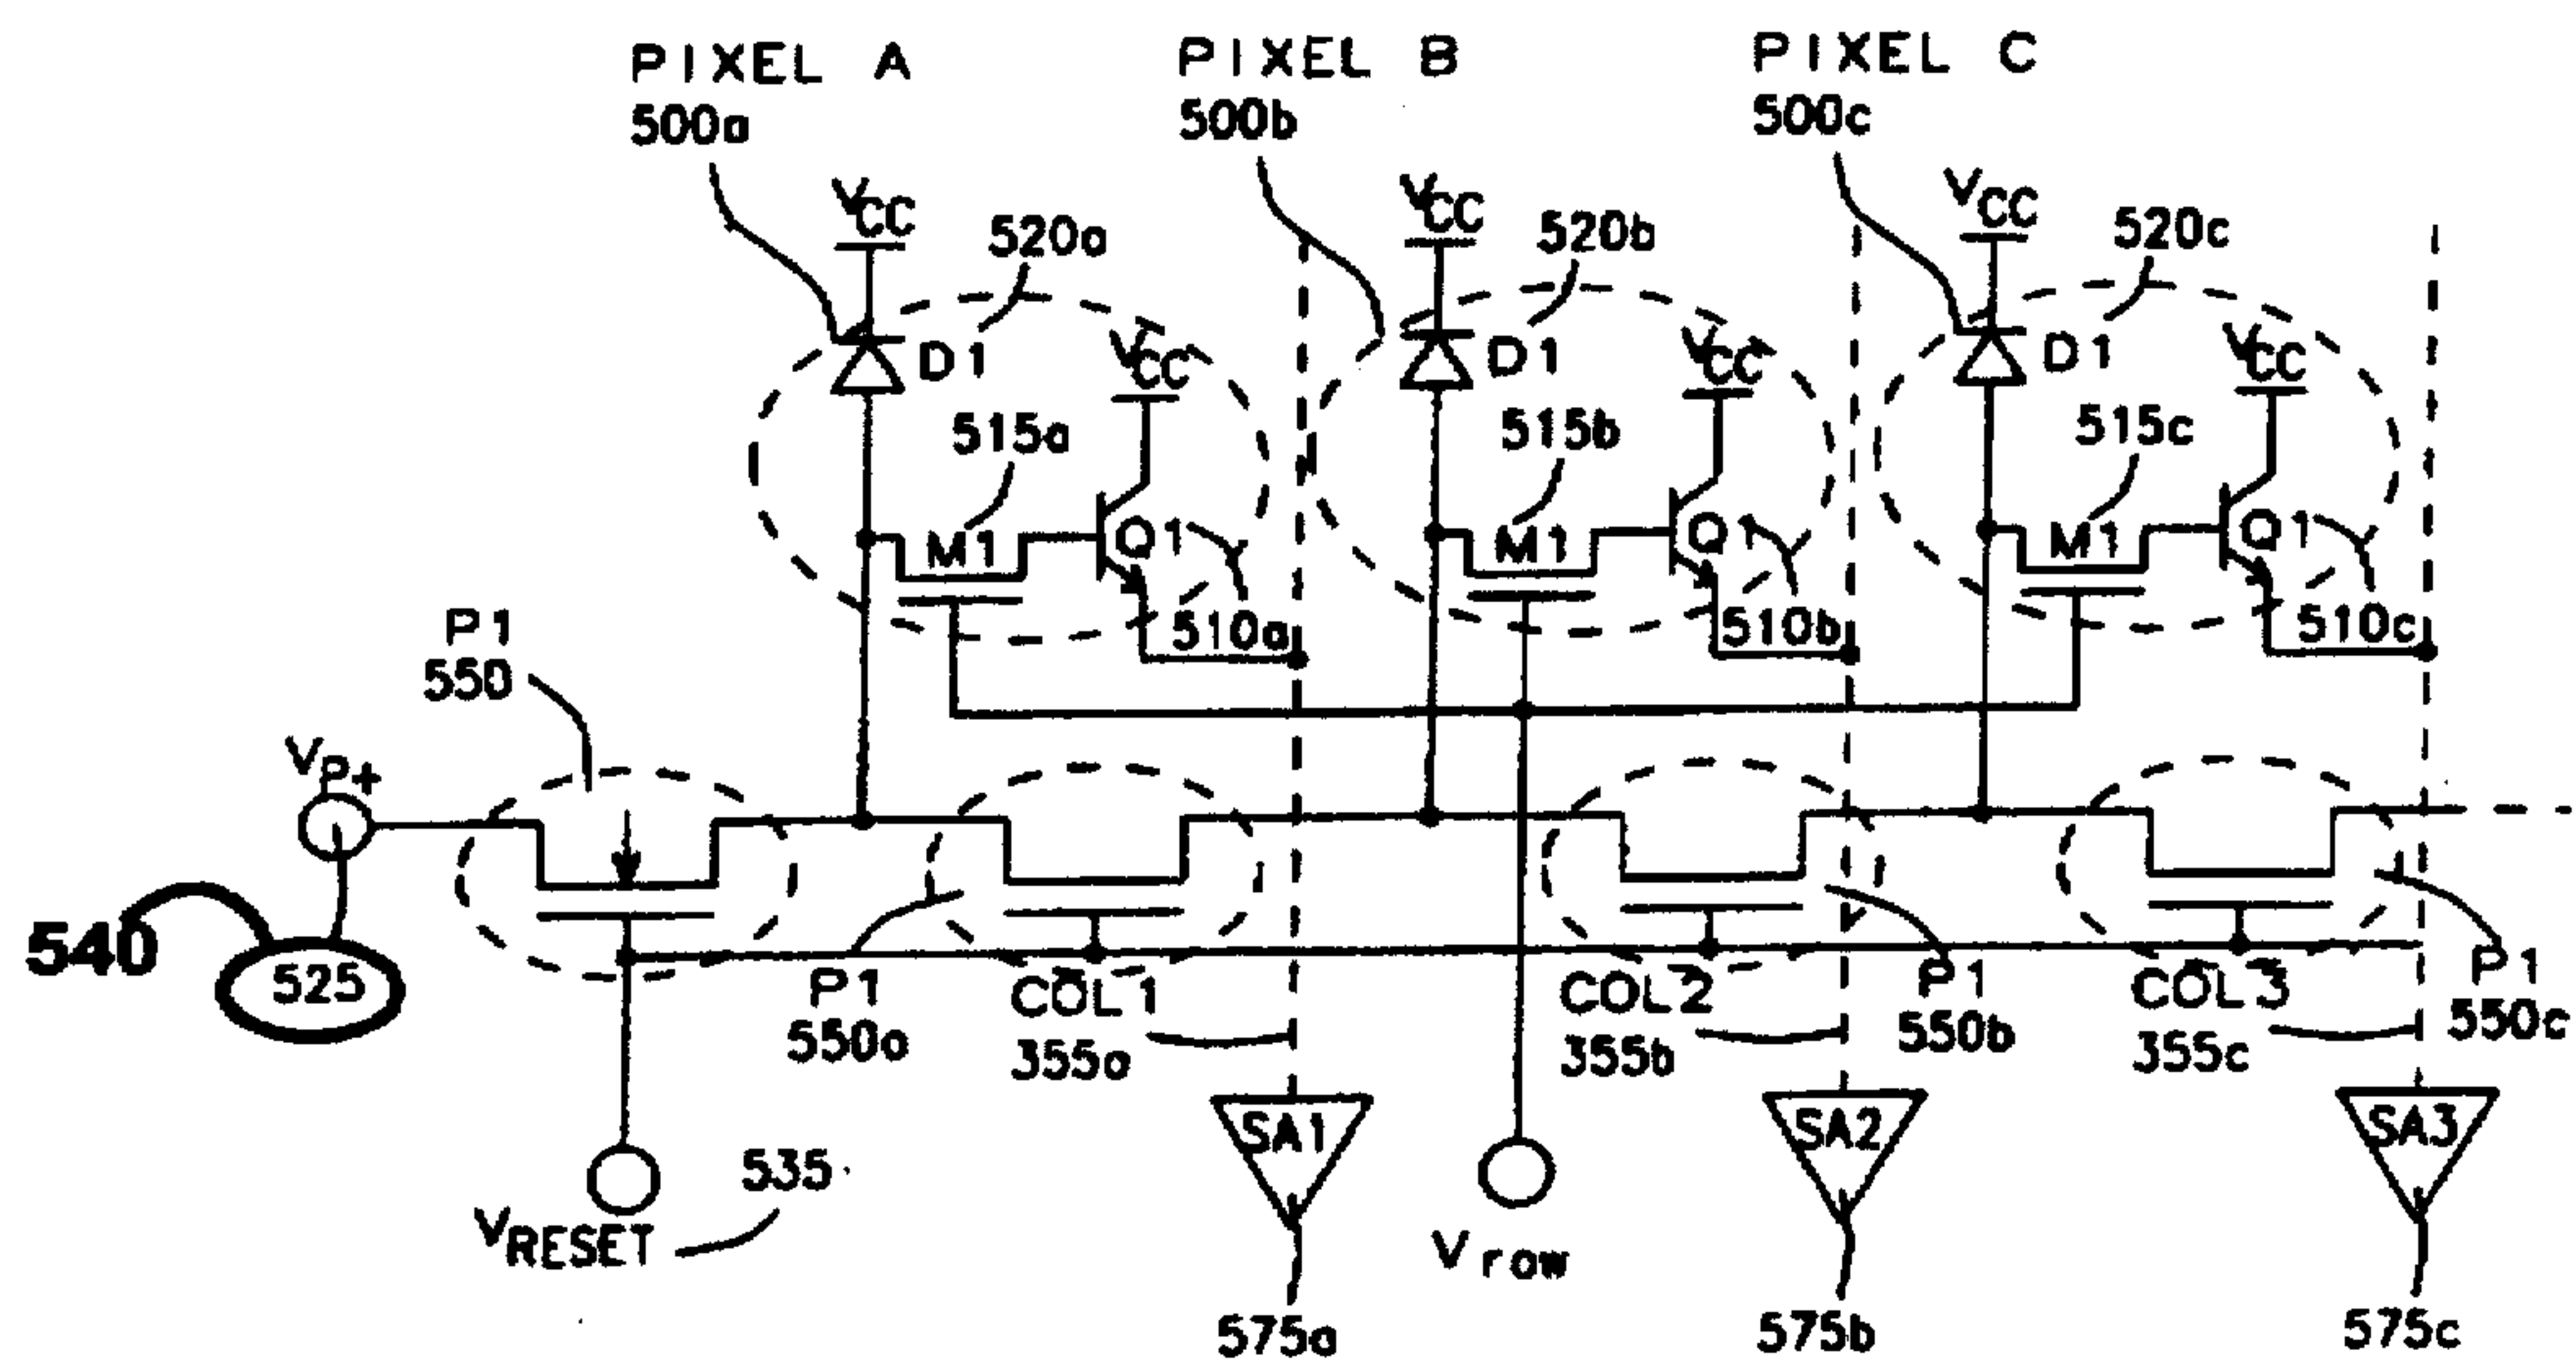 PIXEL A
500a
PIXEL B
500b
PIXEL C
500c
VCC
520a
VCC
520b
VCC
520c
D1
VCC
D1
VCC
D1
VCC
515a
515b
515c
M1
Q1
M1
Q1
M1
Q1
510a
510b
510c
P1
550
VP+
540
525
P1
550a
COL1
355a
COL2
355b
P1
550b
COL3
355c
P1
550c
SA1
SA2
SA3
535
VRESET
Vrow
575a
575b
575c